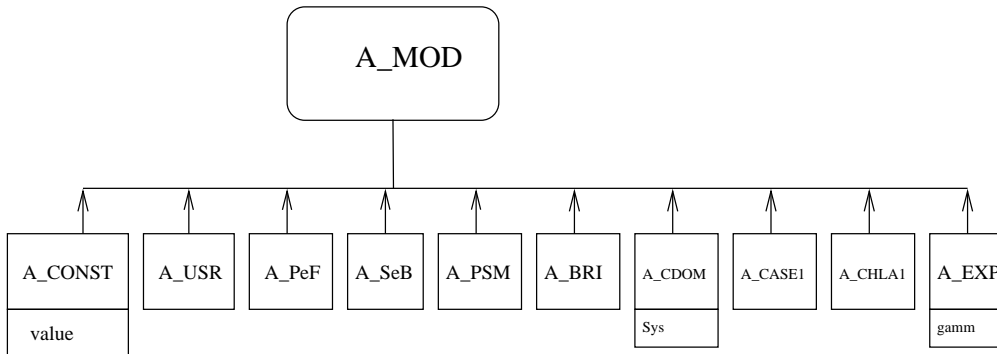 A_MOD
A_CONST
A_USR
A_PeF
A_SeB
A_PSM
A_BRI
A_CDOM
A_CASE1
A_CHLA1
A_EXP
value
Sys
gamm